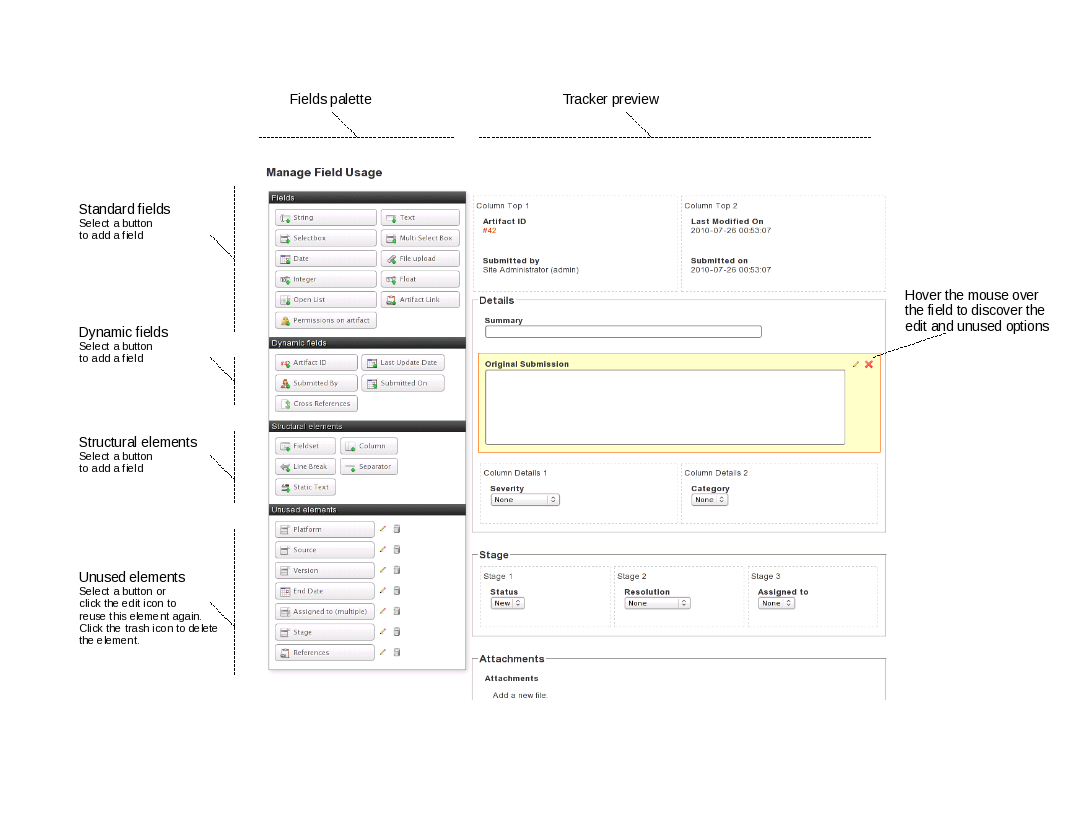 Fields palette
Tracker preview
Manage Field Usage
Standard fields
Select a button
to add a field
Dynamic fields
Select a button
to add a field
Structural elements
Select a button
to add a field
Unused elements
Select a button or
click the edit icon to
reuse this element again.
Click the trash icon to delete
the element.
Fields
String Text
Selectbox Multi Select Box
Date File upload
Integer Float
Open List Artifact Link
Permissions on artifact
Dynamic fields
Artifact ID Last Update Date
Submitted By Submitted On
Cross References
Structural elements
Fieldset Column
Line Break Separator
Static Text
Unused elements
Platform
Source
Version
End Date
Assigned to (multiple)
Stage
References
Column Top 1
Artifact ID
#42
Submitted by
Site Administrator (admin)
Column Top 2
Last Modified On
2010-07-26 00:53:07
Submitted on
2010-07-26 00:53:07
Details
Summary
Original Submission
Column Details 1
Severity
None
Column Details 2
Category
None
Stage
Stage 1
Status
New
Stage 2
Resolution
None
Stage 3
Assigned to
None
Attachments
Attachments
Add a new file:
Hover the mouse over
the field to discover the
edit and unused options